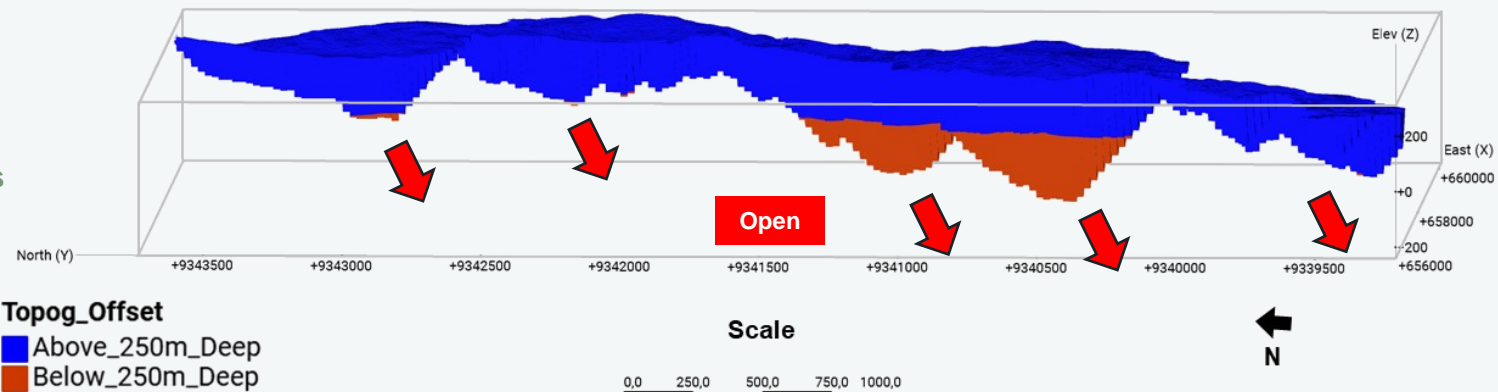 Elev (Z)
+200
East (X)
+660000
+0
+658000
-200
+656000
Open
North (Y)
+9343500 +9343000 +9342500 +9342000 +9341500 +9341000 +9340500 +9340000 +9339500
Topog_Offset
Above_250m_Deep
Below_250m_Deep
Scale
0,0 250,0 500,0 750,0 1000,0
N